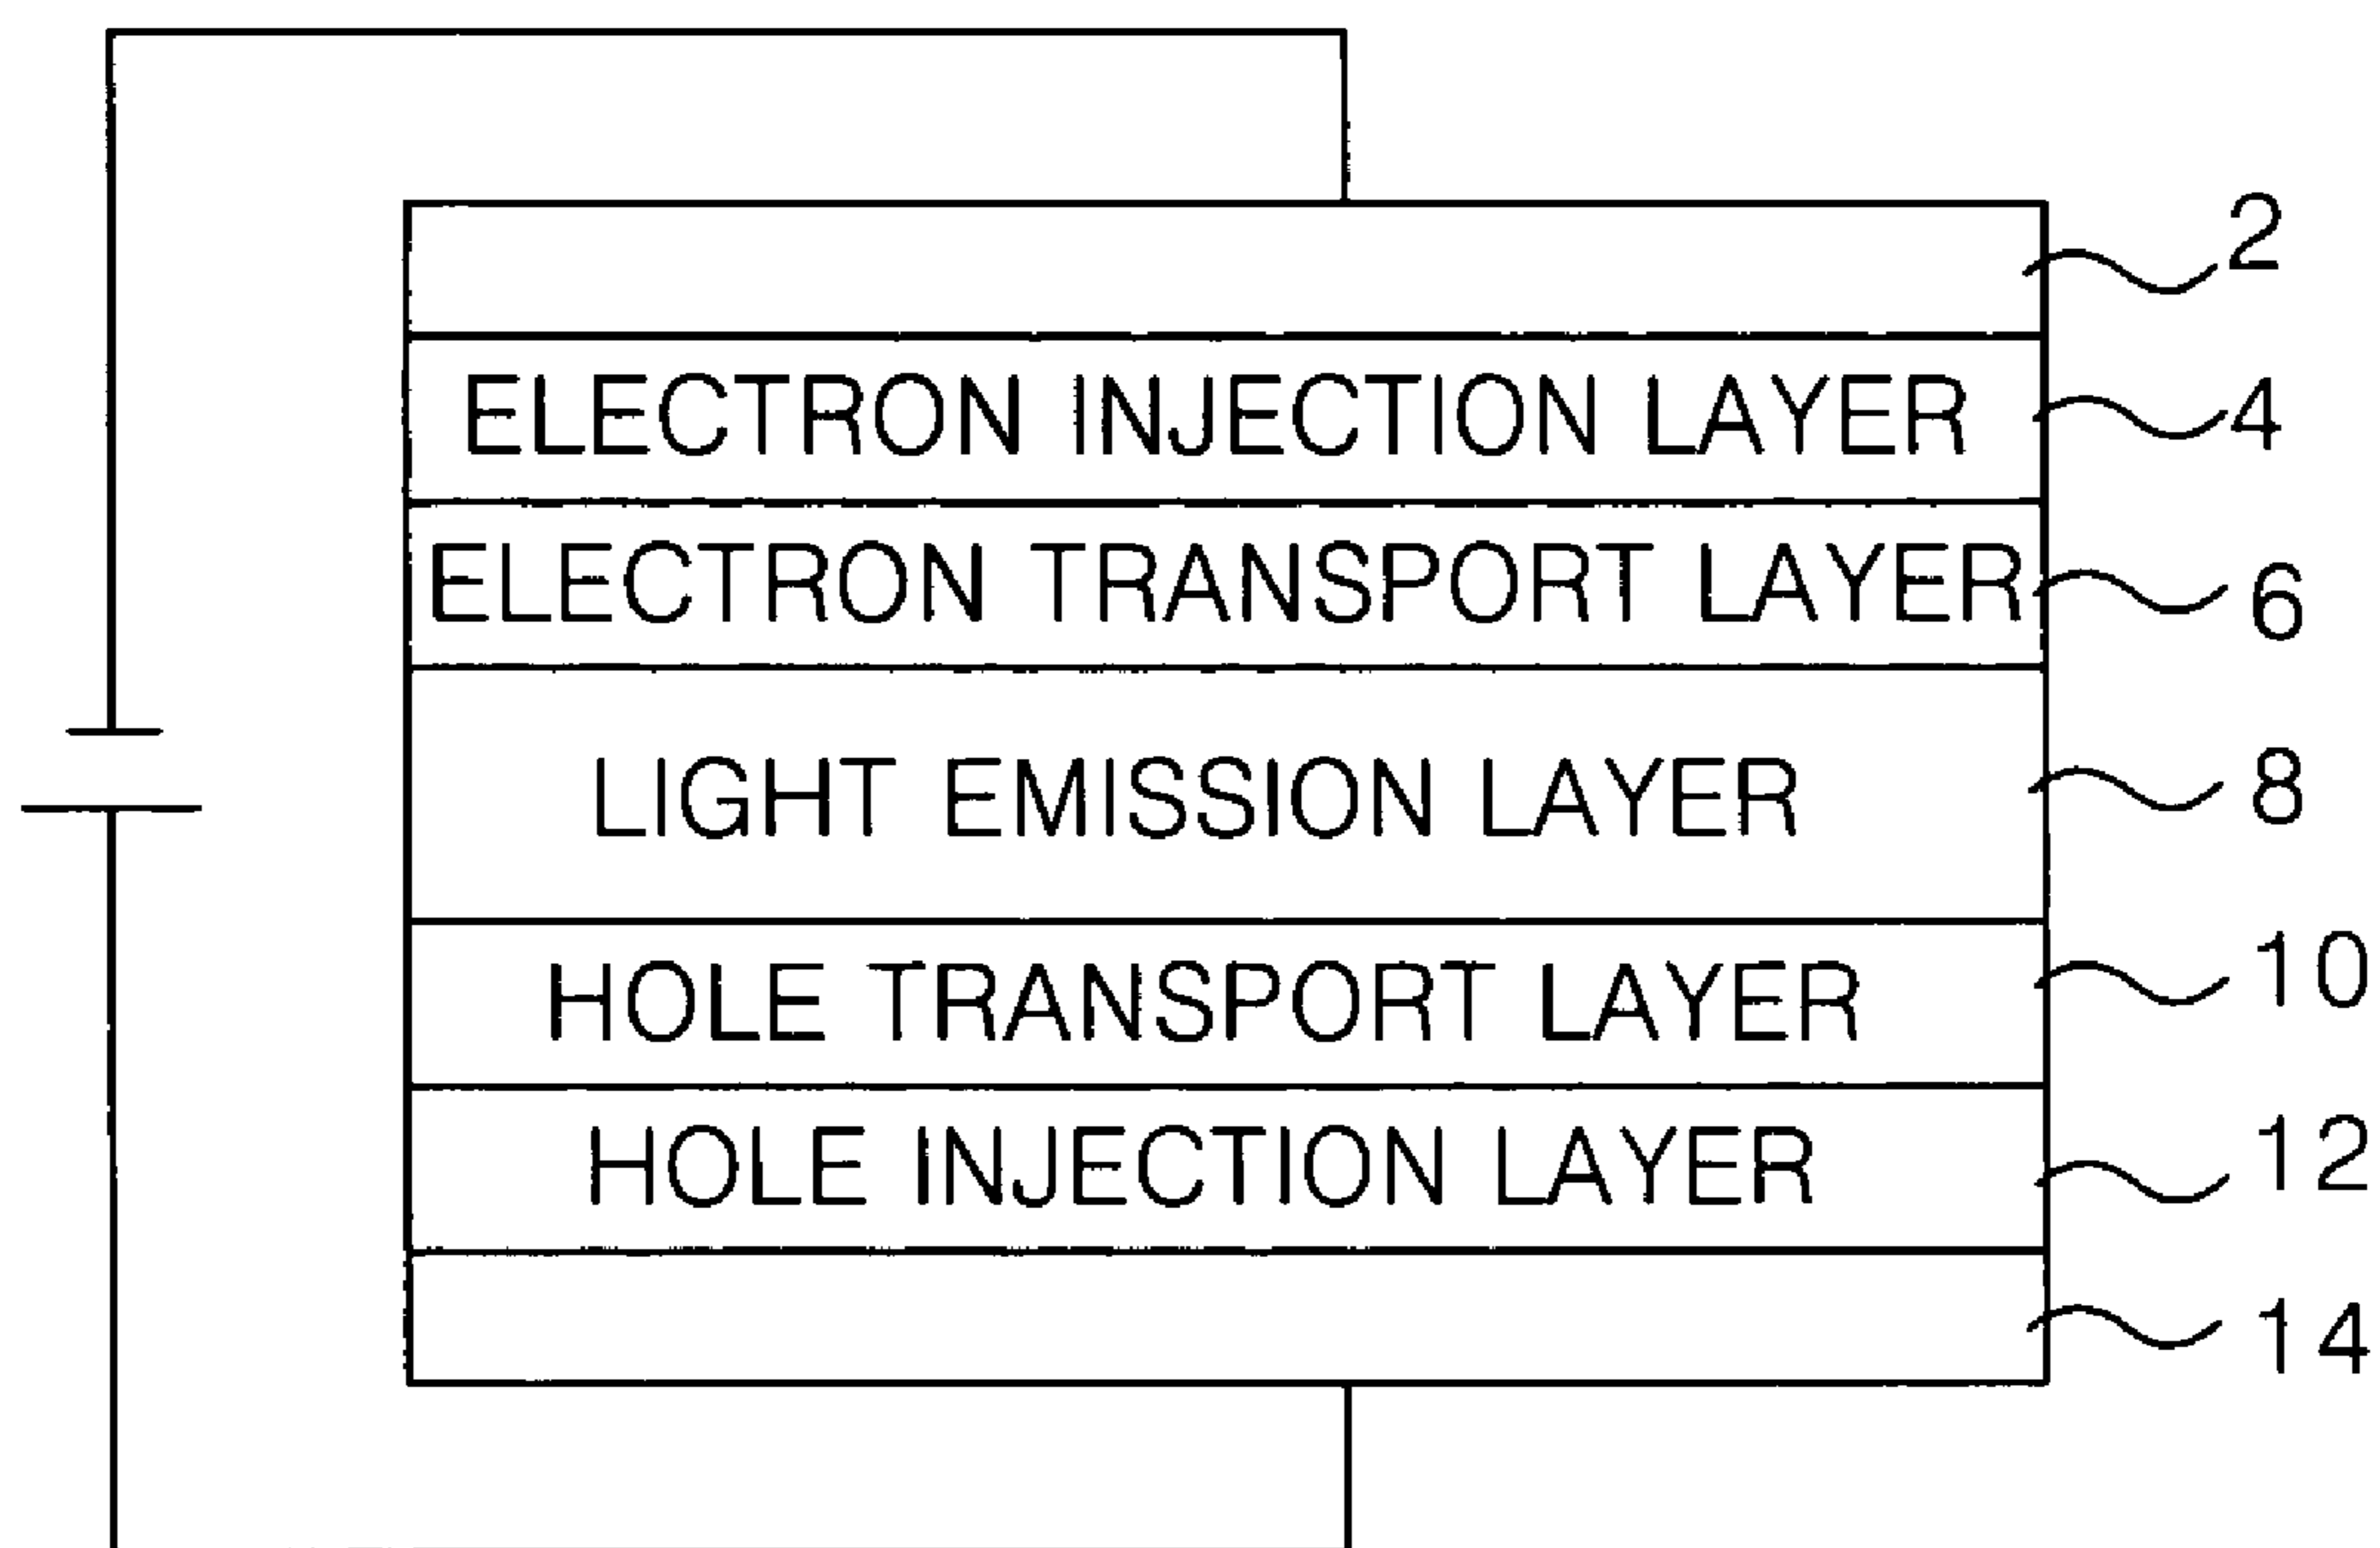 2
ELECTRON INJECTION LAYER 4
ELECTRON TRANSPORT LAYER 6
LIGHT EMISSION LAYER 8
HOLE TRANSPORT LAYER 10
HOLE INJECTION LAYER 12
14